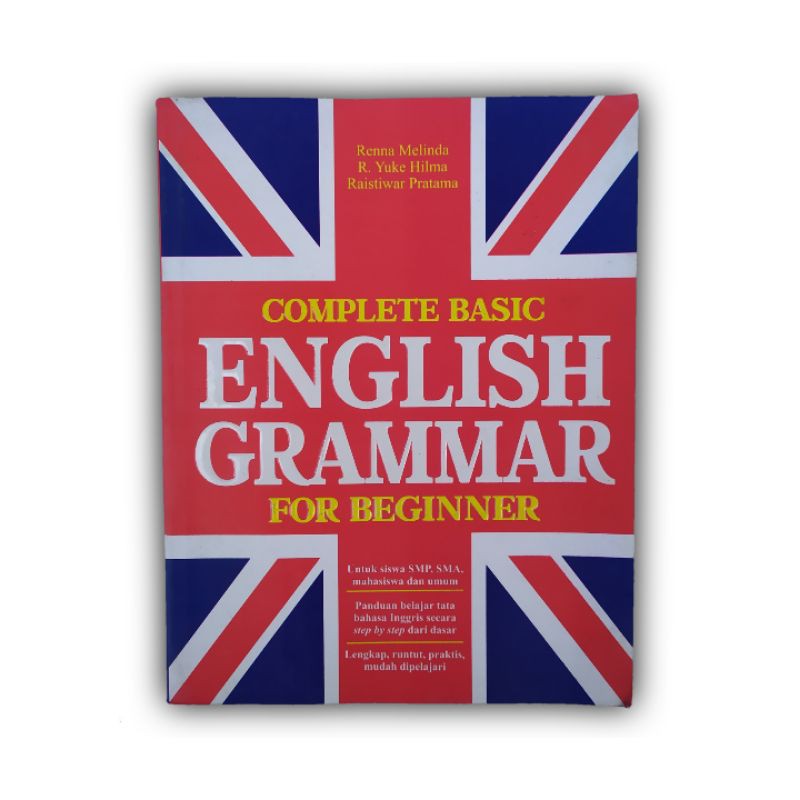 Renna Melinda
R. Yuke Hilma
Raistiwar Pratama
COMPLETE BASIC
ENGLISH
GRAMMAR
FOR BEGINNER
Untuk siswa SMP, SMA,
mahasiswa dan umum
Panduan belajar tata
bahasa Inggris secara
step by step dari dasar
Lengkap, runtut, praktis,
mudah dipelajari